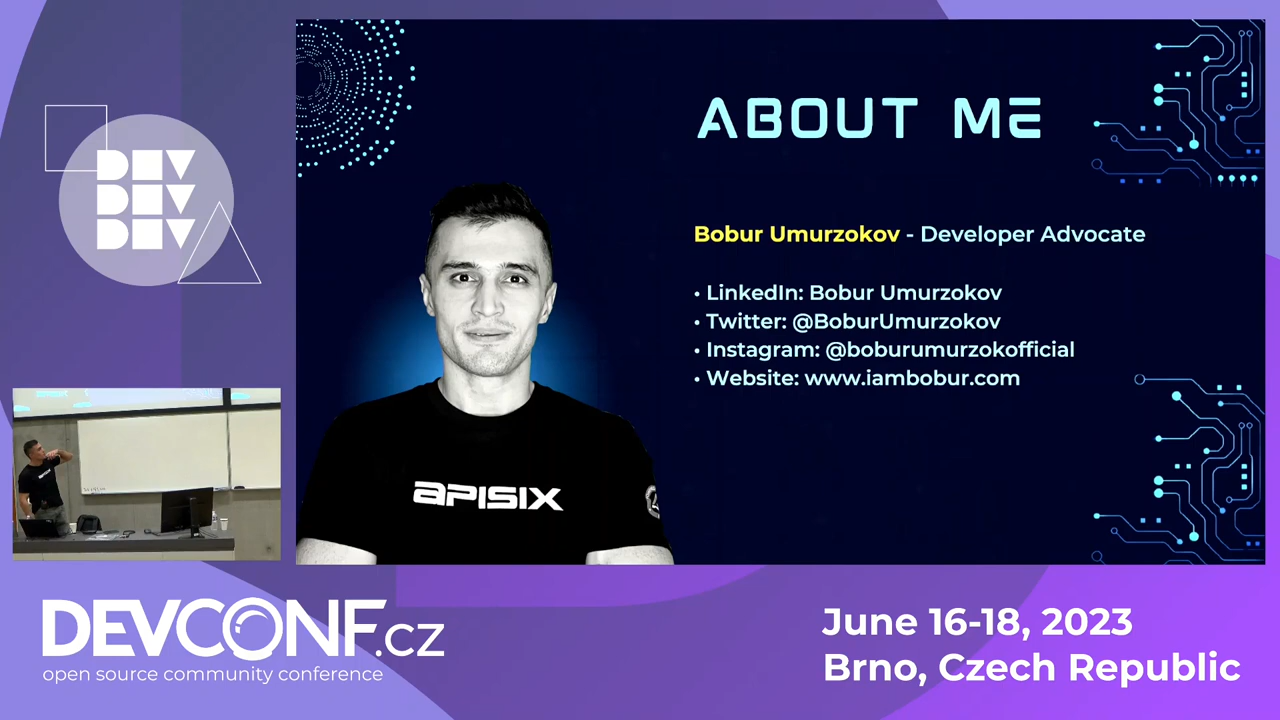 DEV
DEV
DEV
ABOUT ME
Bobur Umurzokov - Developer Advocate
• LinkedIn: Bobur Umurzokov
• Twitter: @BoburUmurzokov
• Instagram: @boburumurzokofficial
• Website: www.iambobur.com
APISIX
DEVCONF.CZ
open source community conference
June 16-18, 2023
Brno, Czech Republic